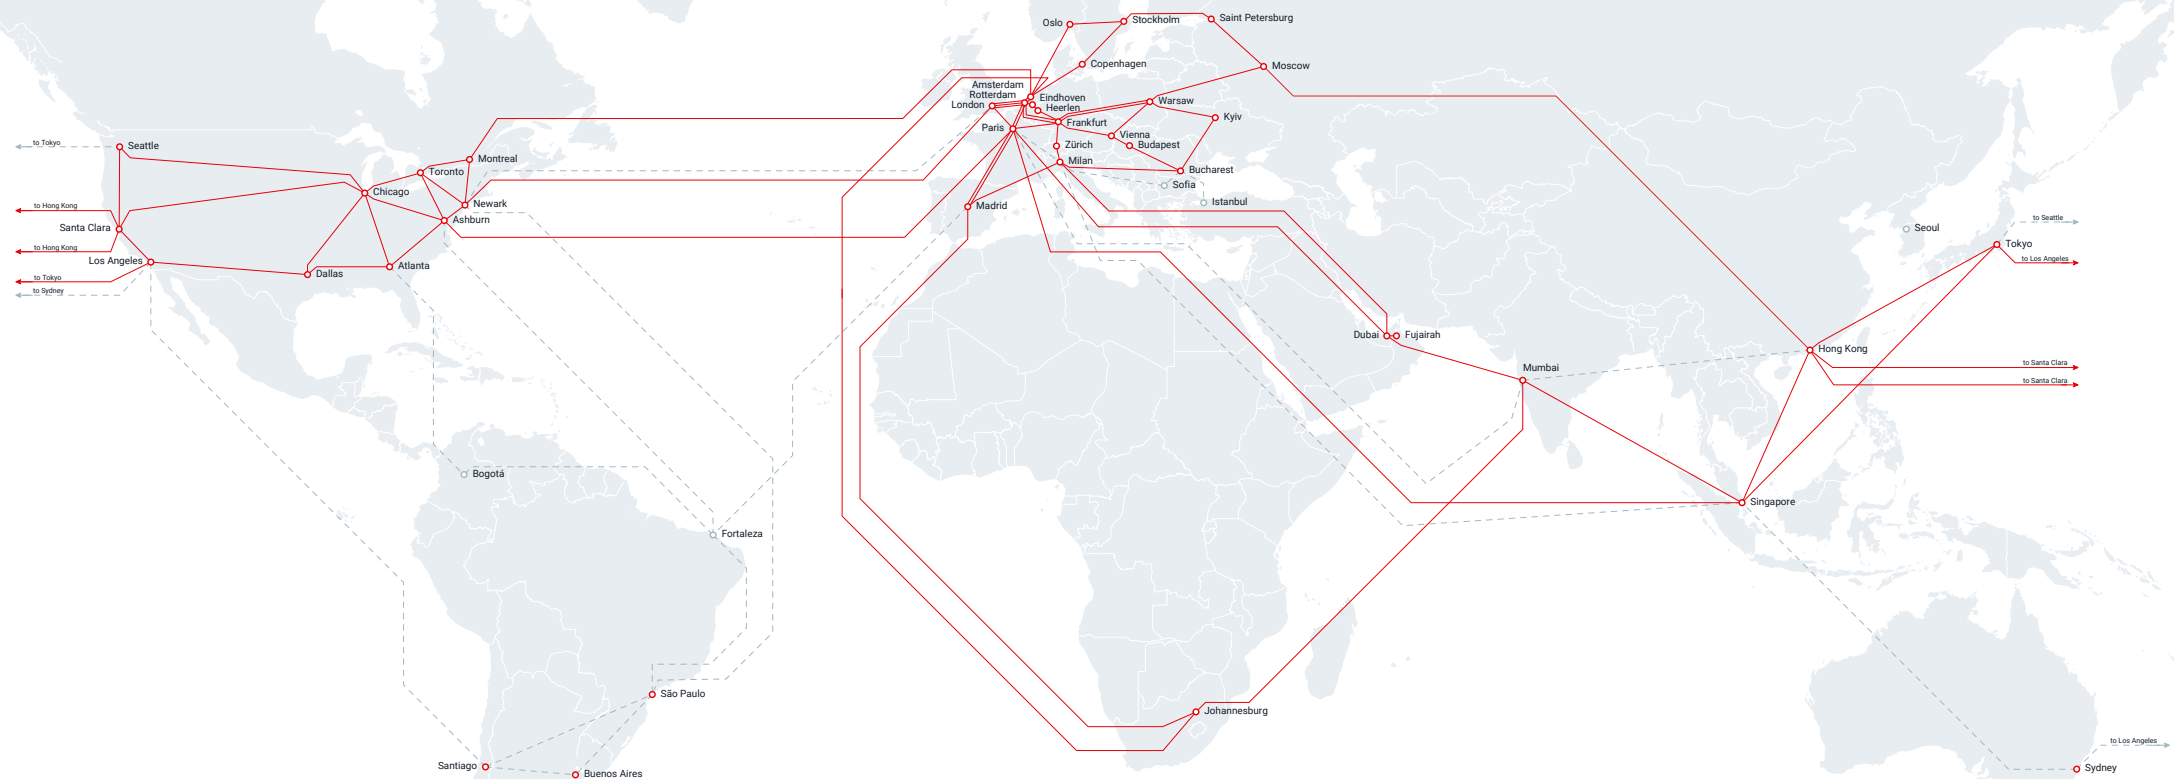 Oslo
Stockholm
Saint Petersburg
Copenhagen
Moscow
Amsterdam
Rotterdam
London
Eindhoven
Heerlen
Warsaw
Paris
Frankfurt
Kyiv
Vienna
Zürich
Budapest
Milan
Bucharest
Sofia
Istanbul
Madrid
to Tokyo
Seattle
Montreal
Toronto
Chicago
Newark
to Hong Kong
Santa Clara
Ashburn
to Hong Kong
Los Angeles
Atlanta
Dallas
to Tokyo
to Sydney
to Seattle
Seoul
Tokyo
to Los Angeles
Dubai
Fujairah
Hong Kong
Mumbai
to Santa Clara
to Santa Clara
Bogotá
Singapore
Fortaleza
São Paulo
Johannesburg
to Los Angeles
Santiago
Buenos Aires
Sydney